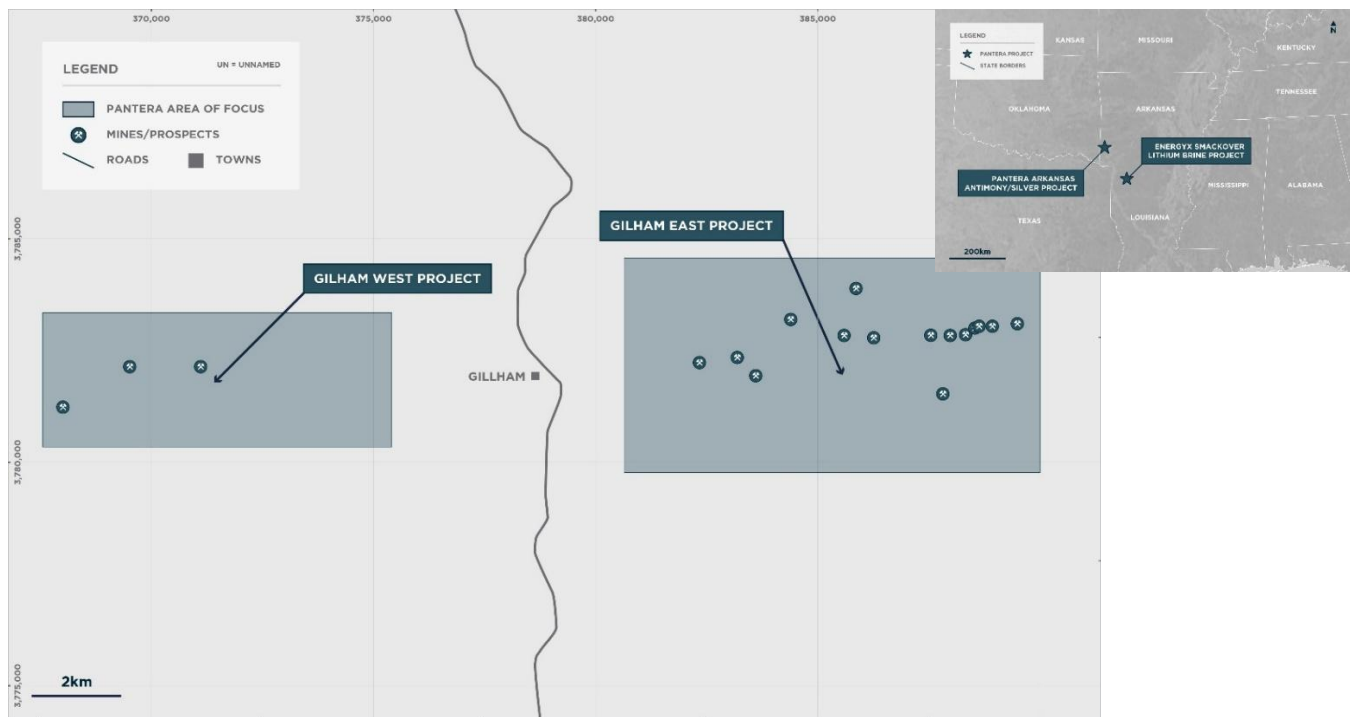 370,000
375,000
380,000
385,000
LEGEND
UN = UNNAMED
PANTERA AREA OF FOCUS
MINES/PROSPECTS
ROADS
TOWNS
LEGEND
PANTERA PROJECT
STATE BORDERS
N
KANSAS
MISSOURI
KENTUCKY
TENNESSEE
OKLAHOMA
ARKANSAS
ENERGYX SMACKOVER
LITHIUM BRINE PROJECT
PANTERA ARKANSAS
ANTIMONY/SILVER PROJECT
MISSISSIPPI
ALABAMA
TEXAS
LOUISIANA
200km
3,785,000
GILHAM EAST PROJECT
GILHAM WEST PROJECT
GILLHAM
3,780,000
3,775,000
2km